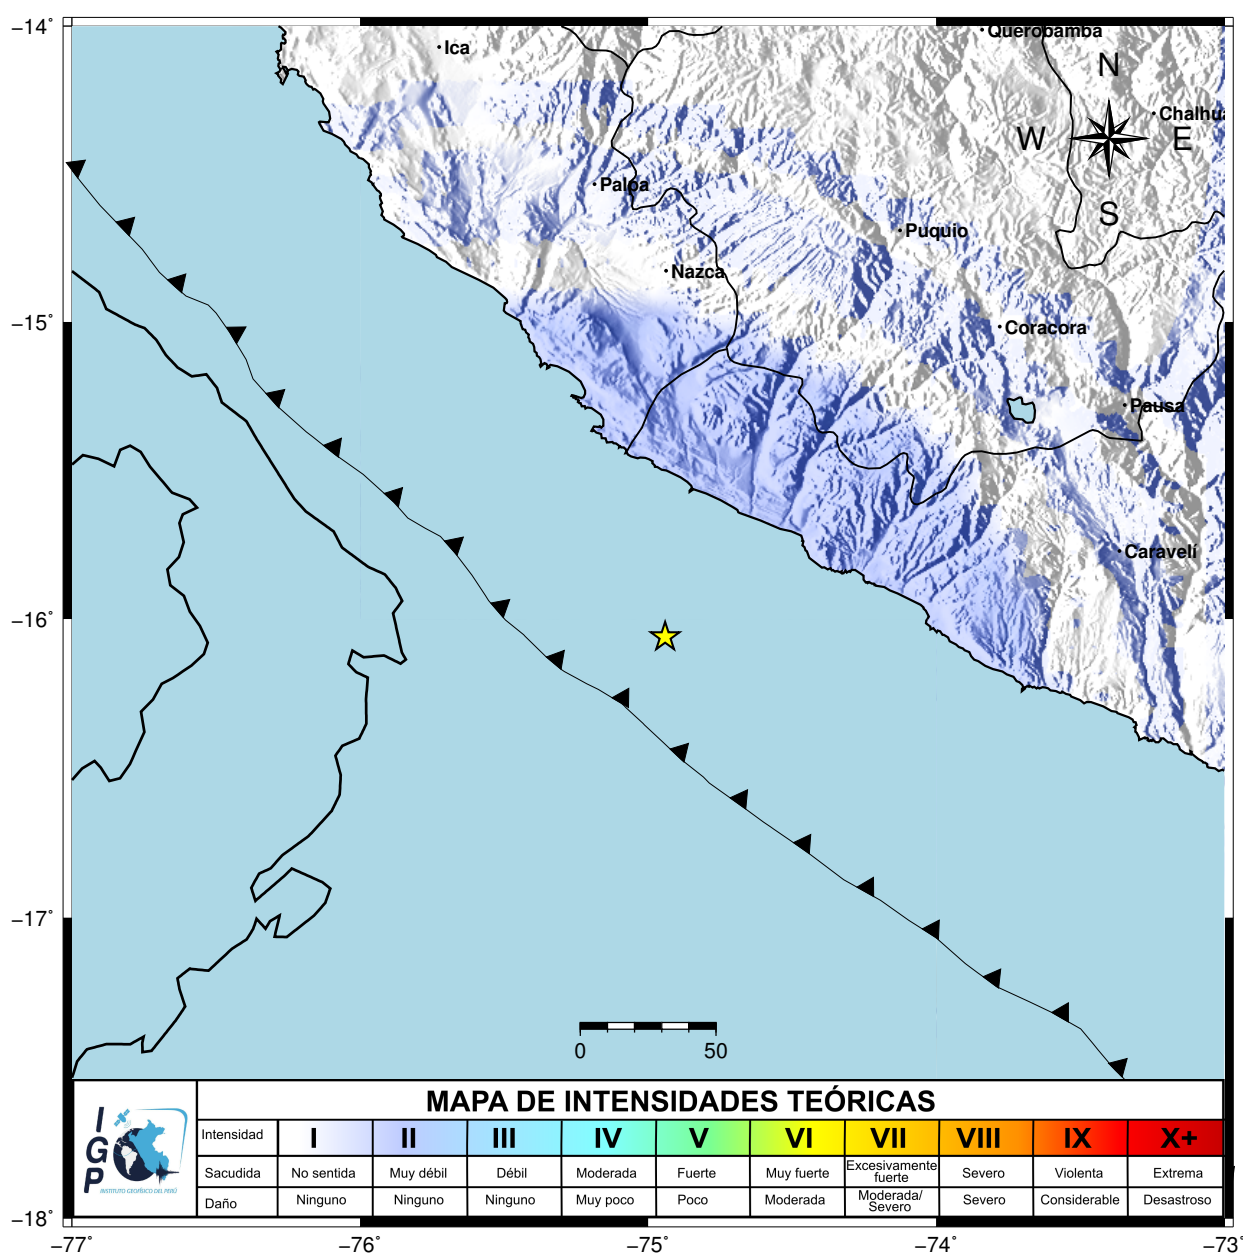 −14°
Querobamba
Ica
N
Chalhua
W
E
Palpa
S
Puquio
Nazca
−15°
Coracora
Pausa
Caravelí
−16°
−17°
0 50
MAPA DE INTENSIDADES TEÓRICAS
Intensidad I II III IV V VI VII VIII IX X+
Sacudida No sentida Muy débil Débil Moderada Fuerte Muy fuerte Excesivamente fuerte Severo Violenta Extrema
Daño Ninguno Ninguno Ninguno Muy poco Poco Moderada Moderada/ Severo Severo Considerable Desastroso
I
G
P
INSTITUTO GEOFÍSICO DEL PERÚ
−18°
−77° −76° −75° −74° −73°